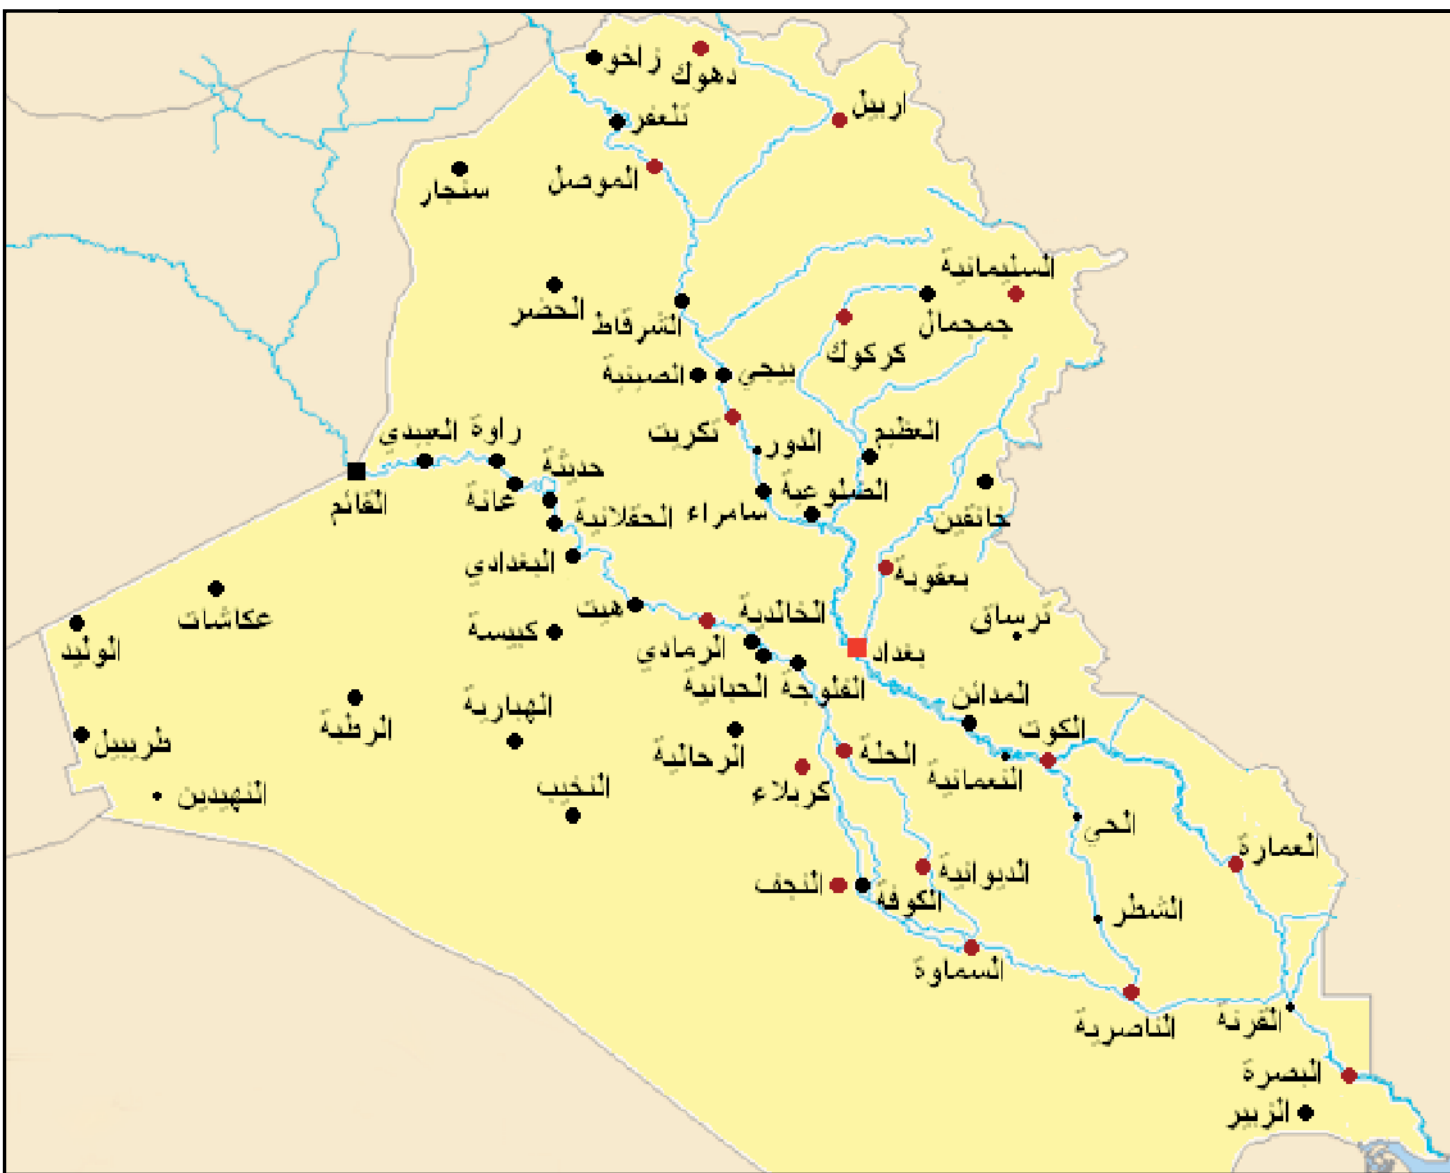 زاخو
دهوك
اربيل
تلعفر
الموصل
سنجار
السليمانية
جمجمال
الحضر
الشرقاط
كركوك
الصينية
بيجي
تكريت
الدور
العظيم
العبيدي
راوة
حديثة
عانة
القائم
الحقلانية
سامراء
الضلوعية
خانقين
البغدادي
بعقوبة
عكاشات
هيت
الخالدية
ترساق
الوليد
كبيسة
الرمادي
بغداد
الحبانية
الفلوجة
المدائن
الرطبة
الهبارية
الرحالية
الحلة
الكوت
طريبيل
النعمانية
النهيدين
النخيب
كربلاء
الحي
العمارة
النجف
الكوفة
الديوانية
الشطر
السماوة
الناصرية
القرنة
البصرة
الزبير